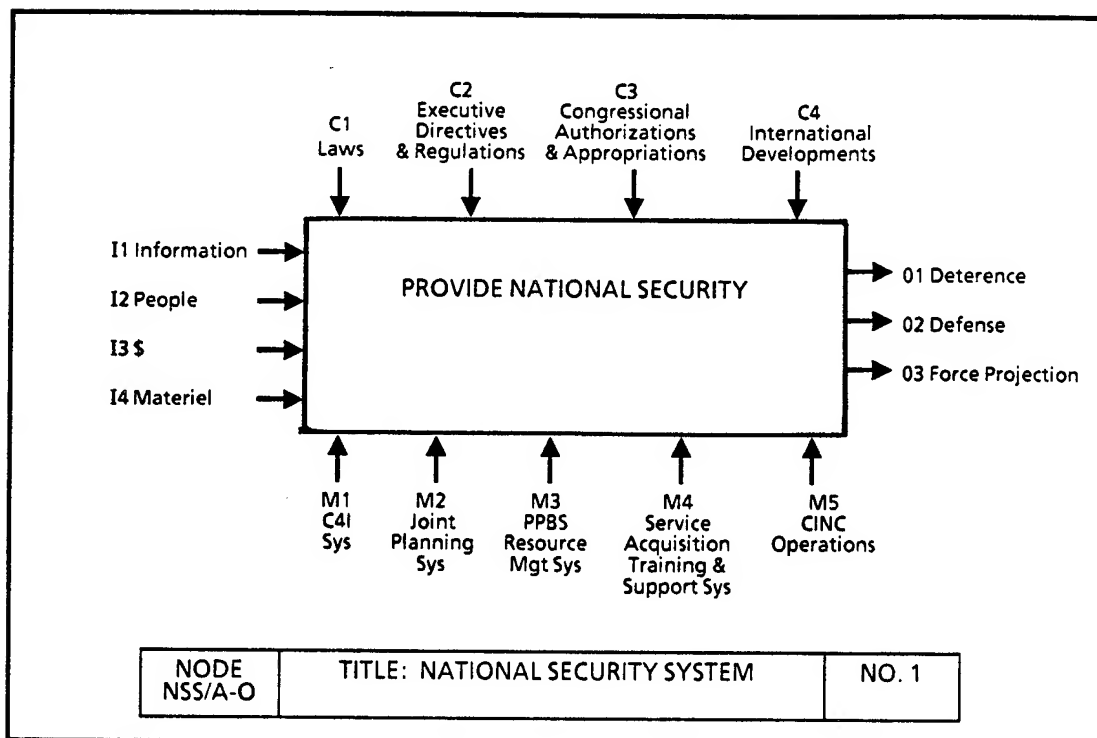 C1
Laws
C2
Executive
Directives
& Regulations
C3
Congressional
Authorizations
& Appropriations
C4
International
Developments
I1 Information
I2 People
I3 $
I4 Materiel
PROVIDE NATIONAL SECURITY
01 Deterence
02 Defense
03 Force Projection
M1
C4I
Sys
M2
Joint
Planning
Sys
M3
PPBS
Resource
Mgt Sys
M4
Service
Acquisition
Training &
Support Sys
M5
CINC
Operations
NODE
NSS/A-O
TITLE: NATIONAL SECURITY SYSTEM
NO. 1